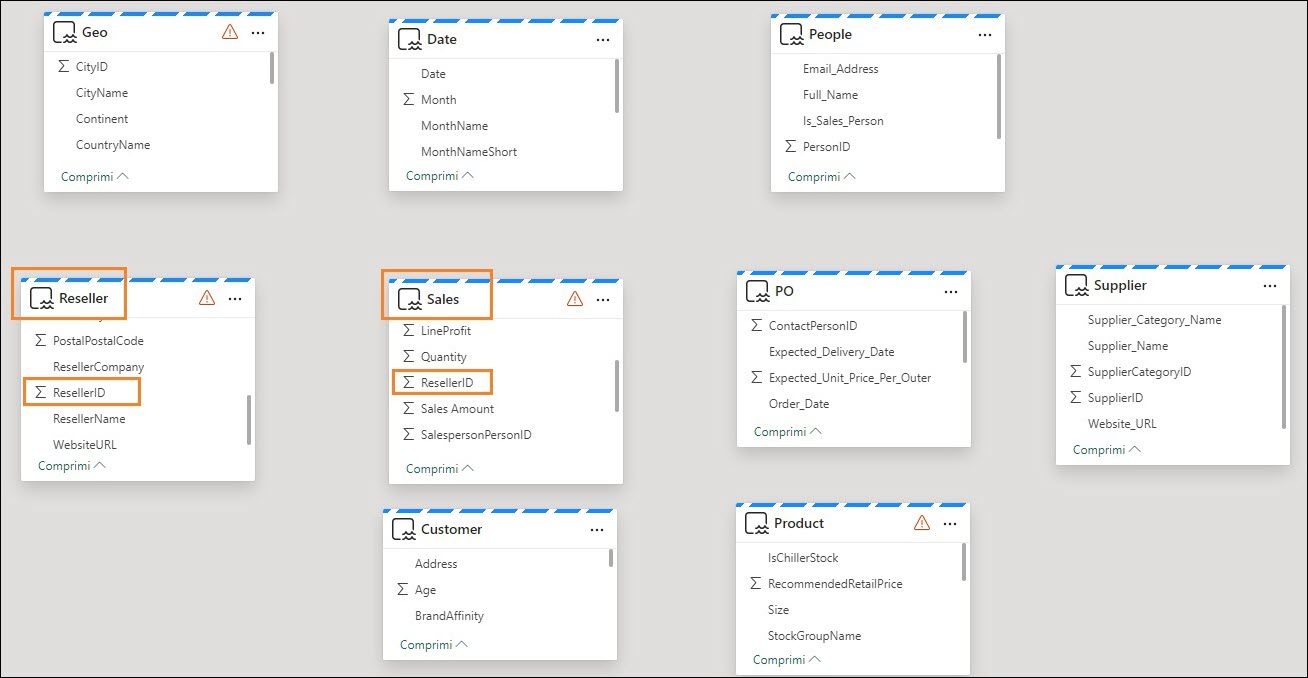 Geo
CityID
CityName
Continent
CountryName
Comprimi
Date
Date
Month
MonthName
MonthNameShort
Comprimi
People
Email_Address
Full_Name
Is_Sales_Person
PersonID
Comprimi
Reseller
PostalPostalCode
ResellerCompany
ResellerID
ResellerName
WebsiteURL
Comprimi
Sales
LineProfit
Quantity
ResellerID
Sales Amount
SalespersonPersonID
Comprimi
PO
ContactPersonID
Expected_Delivery_Date
Expected_Unit_Price_Per_Outer
Order_Date
Comprimi
Supplier
Supplier_Category_Name
Supplier_Name
SupplierCategoryID
SupplierID
Website_URL
Comprimi
Customer
Address
Age
BrandAffinity
Comprimi
Product
IsChillerStock
RecommendedRetailPrice
Size
StockGroupName
Comprimi